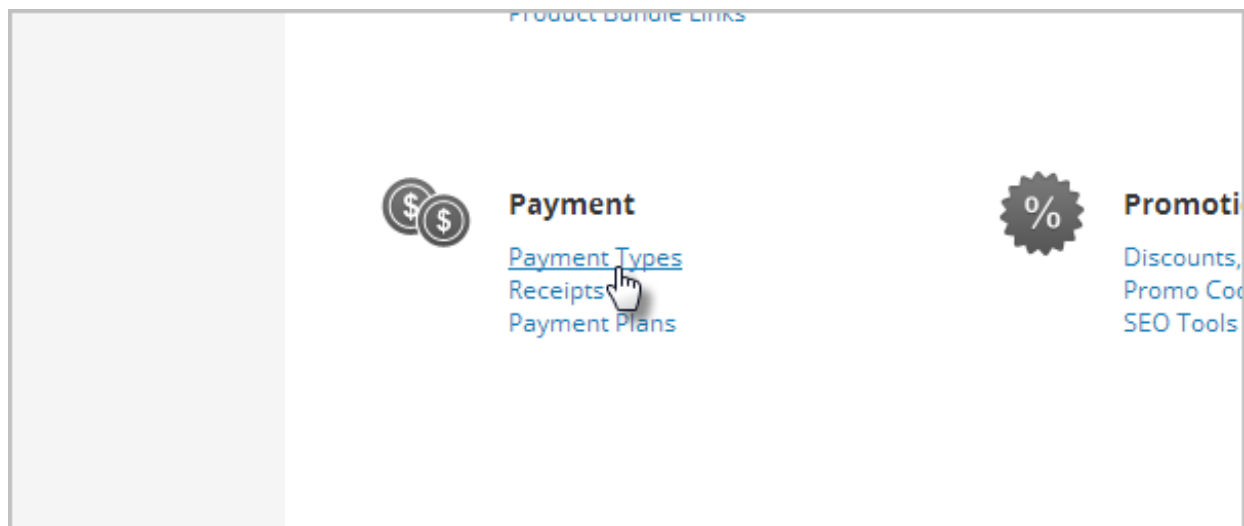 Product Bundle Links
Payment
Payment Types
Receipts
Payment Plans
Promoti
Discounts,
Promo Coc
SEO Tools